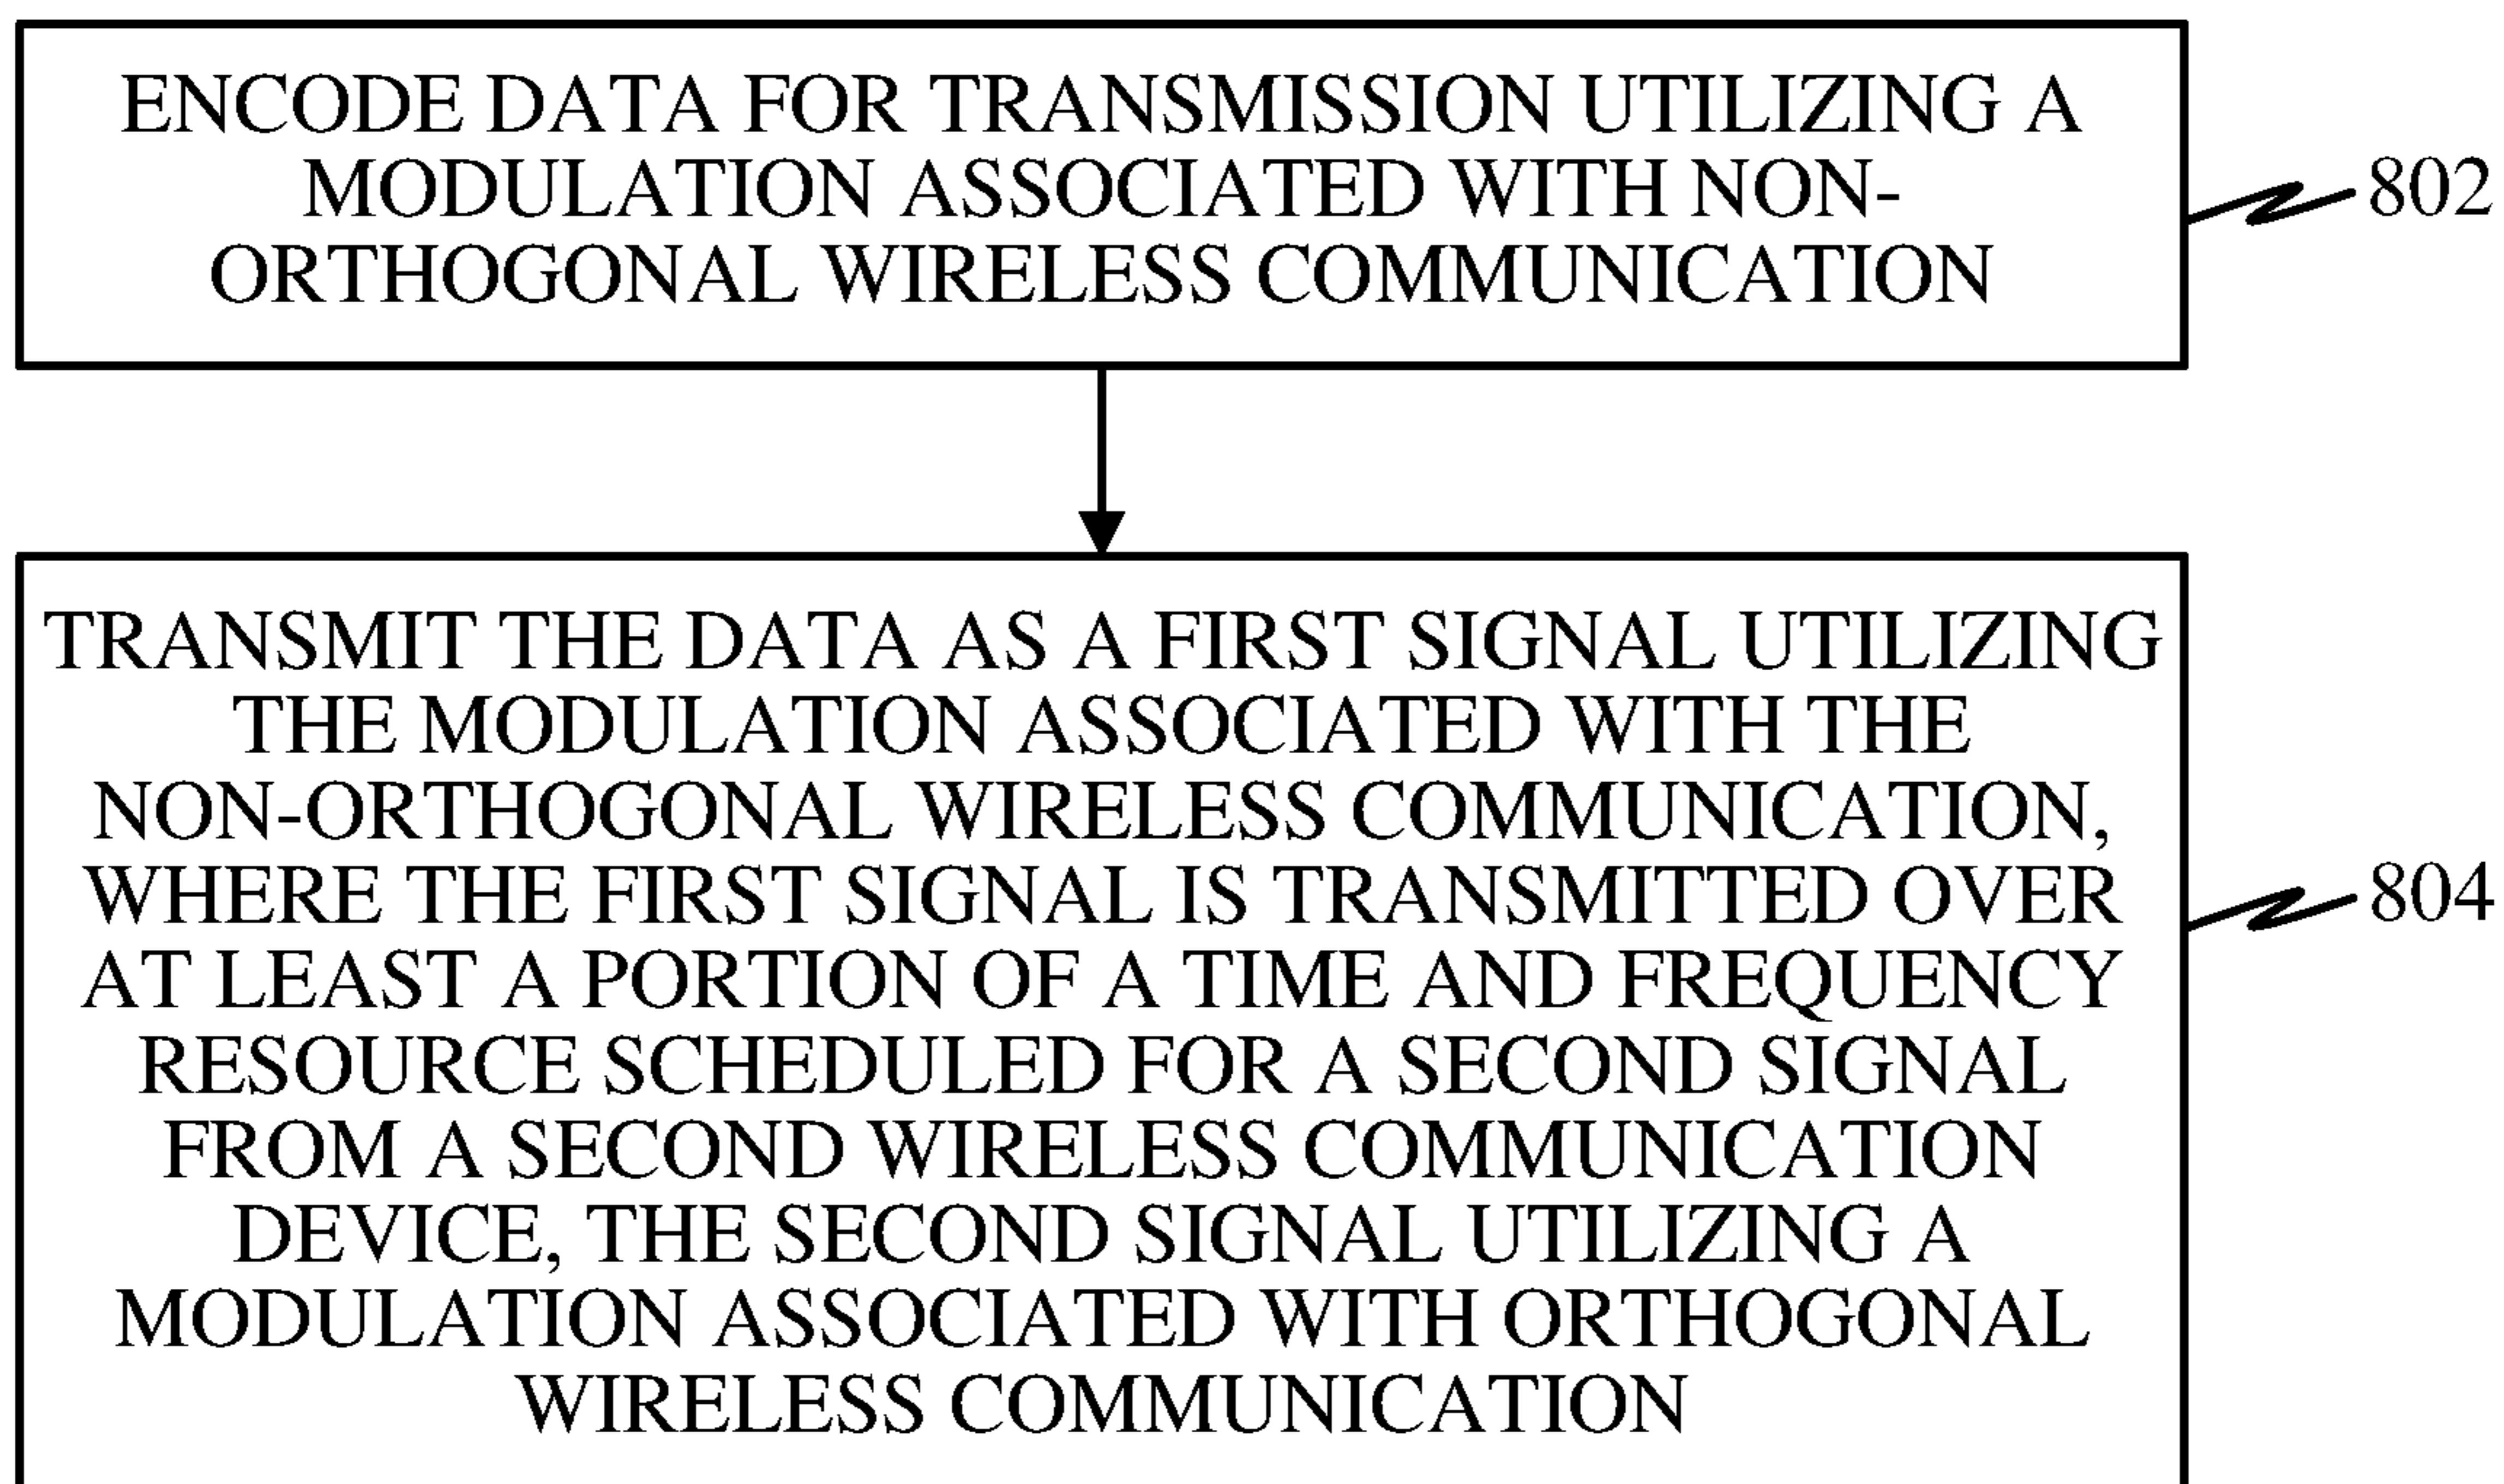 ENCODE DATA FOR TRANSMISSION UTILIZING A
MODULATION ASSOCIATED WITH NON-
ORTHOGONAL WIRELESS COMMUNICATION
802
TRANSMIT THE DATA AS A FIRST SIGNAL UTILIZING
THE MODULATION ASSOCIATED WITH THE
NON-ORTHOGONAL WIRELESS COMMUNICATION,
WHERE THE FIRST SIGNAL IS TRANSMITTED OVER
AT LEAST A PORTION OF A TIME AND FREQUENCY
RESOURCE SCHEDULED FOR A SECOND SIGNAL
FROM A SECOND WIRELESS COMMUNICATION
DEVICE, THE SECOND SIGNAL UTILIZING A
MODULATION ASSOCIATED WITH ORTHOGONAL
WIRELESS COMMUNICATION
804